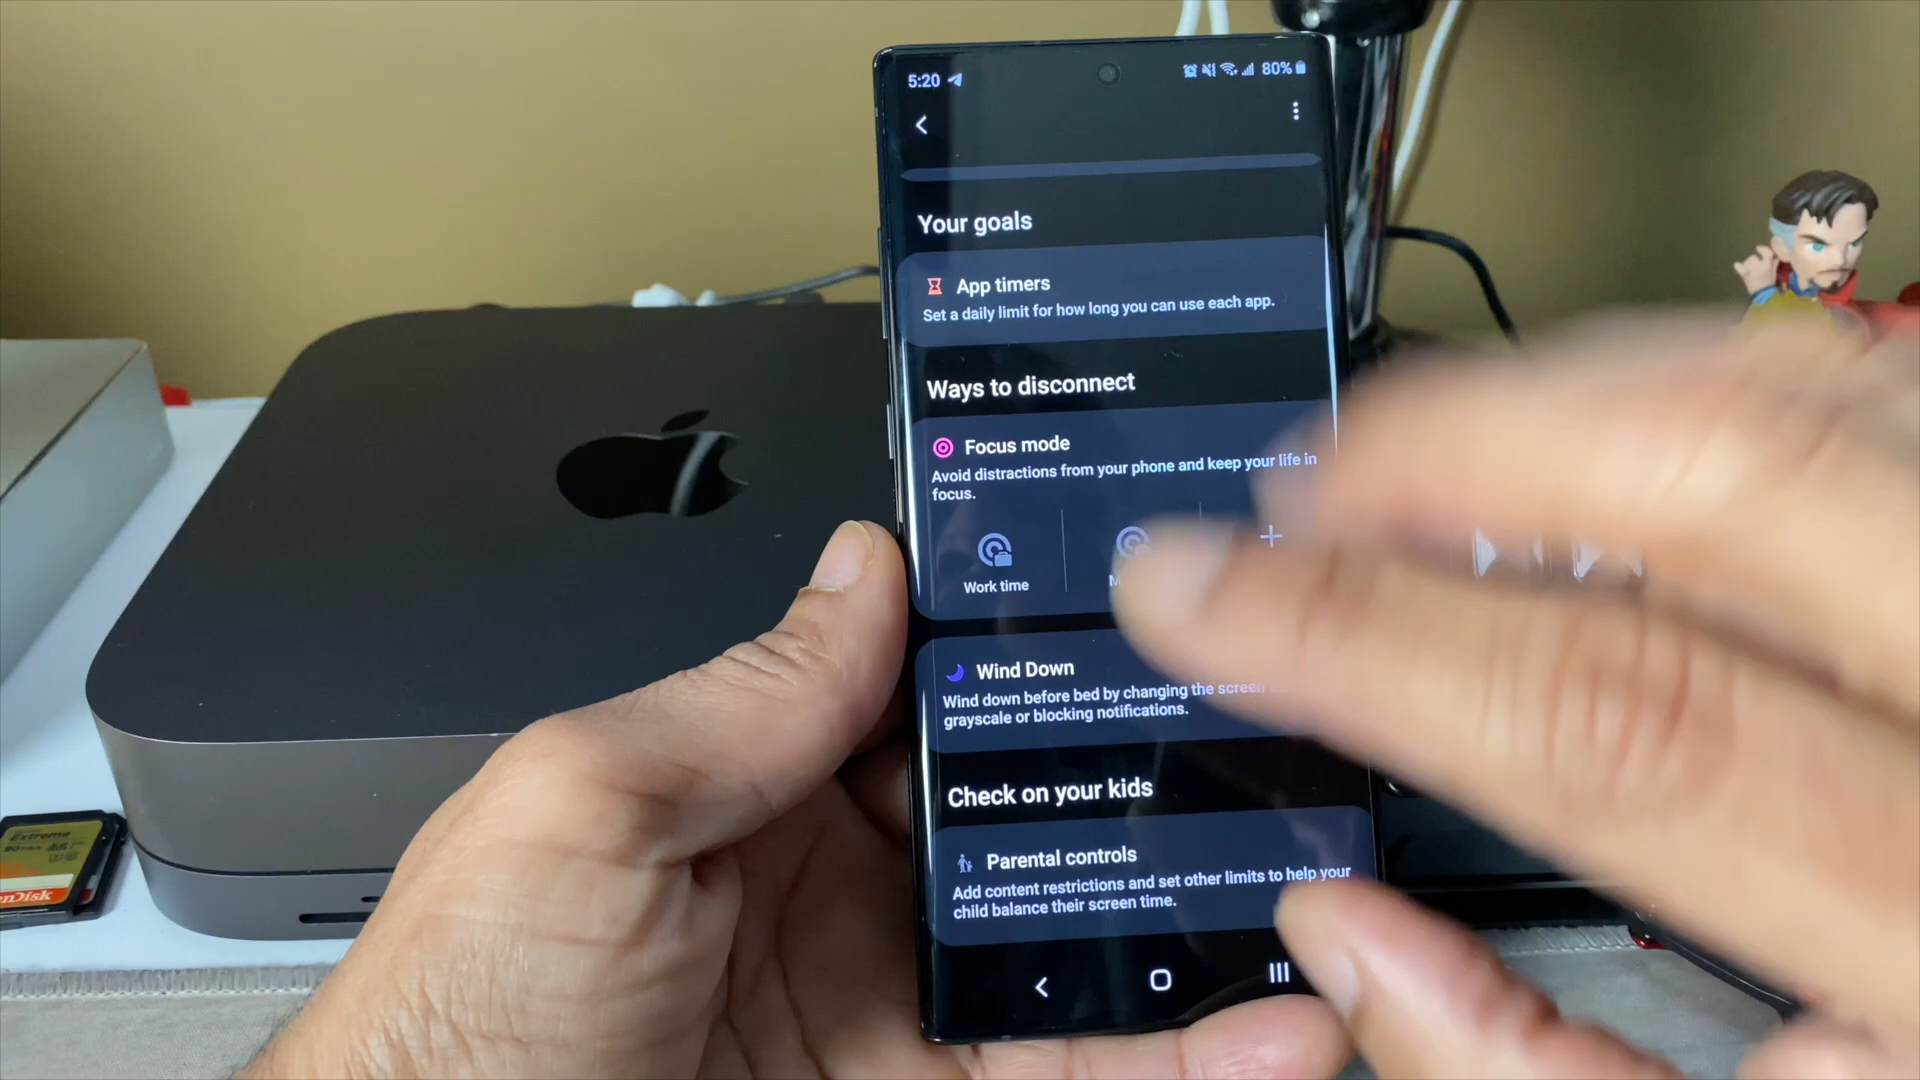 5:20
80%
Your goals
App timers
Set a daily limit for how long you can use each app.
Ways to disconnect
Focus mode
Avoid distractions from your phone and keep your life in
focus.
Work time
Wind Down
Wind down before bed by changing the screen
grayscale or blocking notifications.
Check on your kids
Parental controls
Add content restrictions and set other limits to help your
child balance their screen time.
Extreme